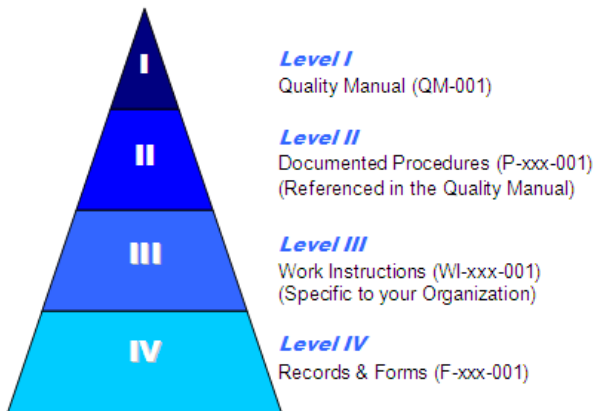 I
Level I
Quality Manual (QM-001)
II
Level II
Documented Procedures (P-xxx-001)
(Referenced in the Quality Manual)
III
Level III
Work Instructions (WI-xxx-001)
(Specific to your Organization)
IV
Level IV
Records & Forms (F-xxx-001)